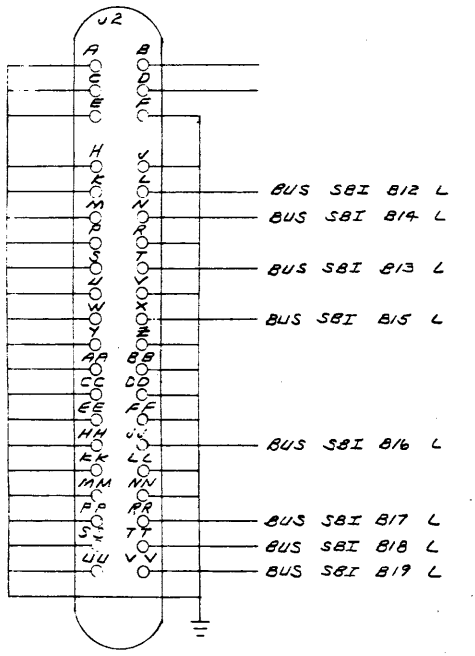 J2
A B
C D
E F
H J
K L BUS SBI B12 L
M N BUS SBI B14 L
P R
S T BUS SBI B13 L
U V
W X BUS SBI B15 L
Y Z
AA BB
CC DD
EE FF
HH JJ BUS SBI B16 L
KK LL
MM NN
PP RR BUS SBI B17 L
TT BUS SBI B18 L
UU VV BUS SBI B19 L